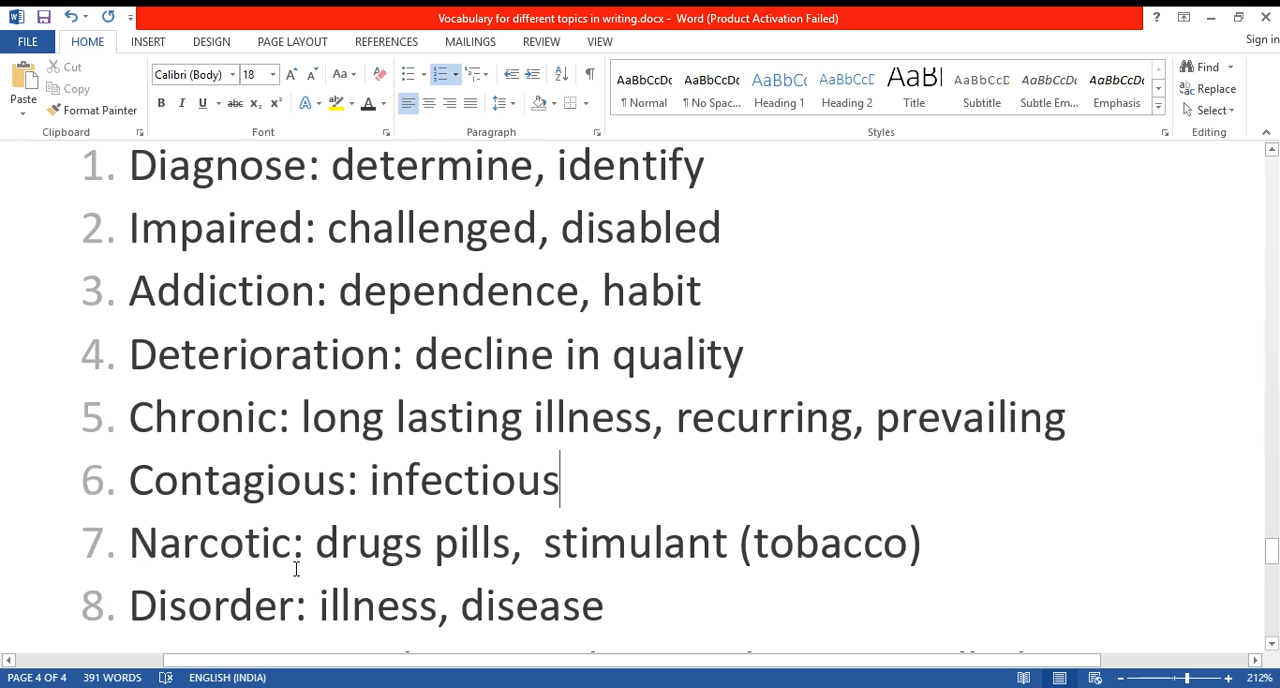 Vocabulary for different topics in writing.docx - Word (Product Activation Failed)
?
FILE HOME INSERT DESIGN PAGE LAYOUT REFERENCES MAILINGS REVIEW VIEW Sign in
Paste
Cut
Copy
Format Painter
Clipboard
Calibri (Body) 18 A A Aa
B I U abc X₂ X² A A
Font
Paragraph
AaBbCcDc AaBbCcDc AaBbCc AaBbCcDc AaBl AaBbCcD AaBbCcDc AaBbCcDc
¶ Normal ¶ No Spac... Heading 1 Heading 2 Title Subtitle Subtle Em... Emphasis
Styles
Find
Replace
Select
Editing
1. Diagnose: determine, identify
2. Impaired: challenged, disabled
3. Addiction: dependence, habit
4. Deterioration: decline in quality
5. Chronic: long lasting illness, recurring, prevailing
6. Contagious: infectious
7. Narcotic: drugs pills,  stimulant (tobacco)
8. Disorder: illness, disease
PAGE 4 OF 4 391 WORDS ENGLISH (INDIA) 212%